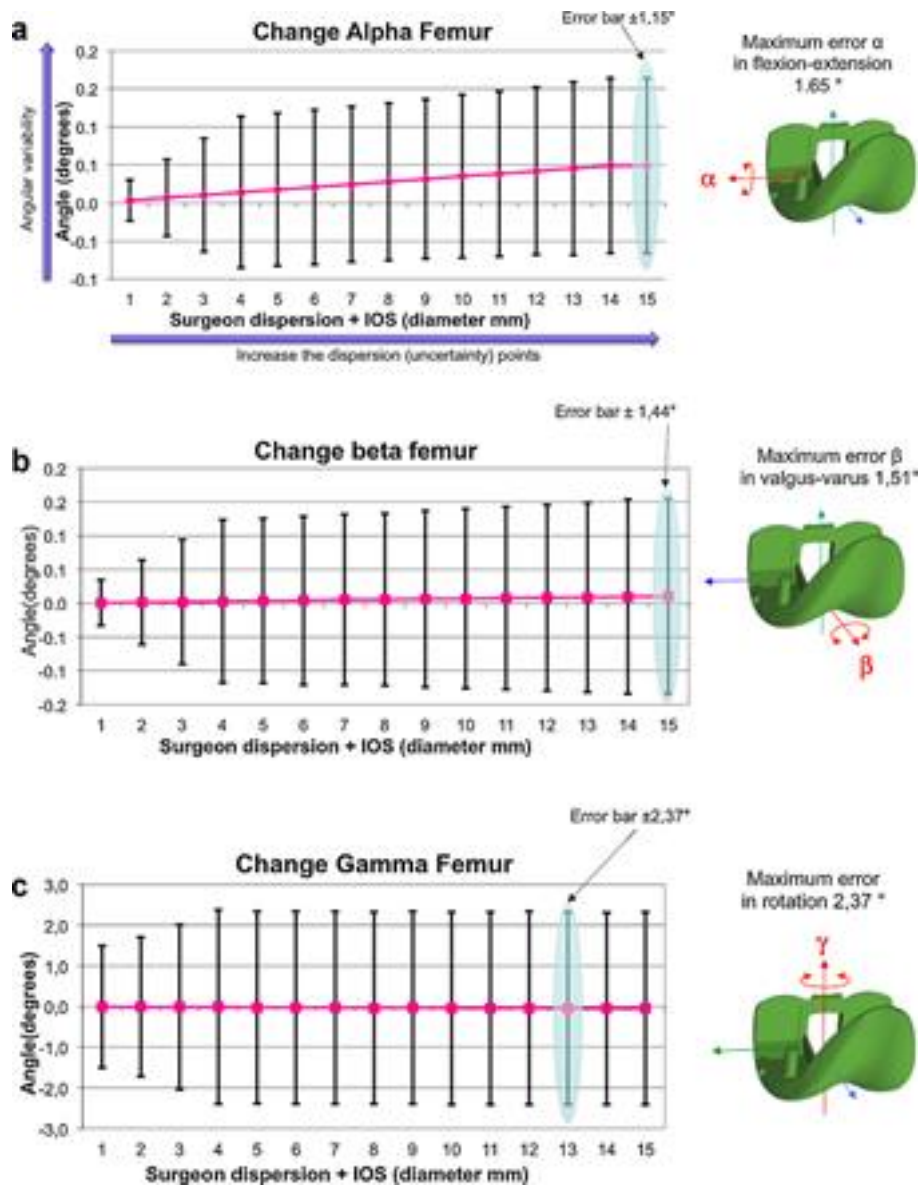 a
Change Alpha Femur
Error bar ±1,15°
Angular variability
Angle (degrees)
0.2
0.2
0.1
0.1
0.0
-0.1
-0.1
1 2 3 4 5 6 7 8 9 10 11 12 13 14 15
Surgeon dispersion + IOS (diameter mm)
Increase the dispersion (uncertainty) points
Maximum error α
in flexion-extension
1.65 °
α
b
Change beta femur
Error bar ± 1,44°
Angle(degrees)
0.2
0.2
0.1
0.1
0.0
-0.1
-0.1
-0.2
1 2 3 4 5 6 7 8 9 10 11 12 13 14 15
Surgeon dispersion + IOS (diameter mm)
Maximum error β
in valgus-varus 1,51°
β
c
Change Gamma Femur
Error bar ±2,37°
Angle(degrees)
3,0
2,0
1,0
0,0
-1,0
-2,0
-3,0
1 2 3 4 5 6 7 8 9 10 11 12 13 14 15
Surgeon dispersion + IOS (diameter mm)
Maximum error
in rotation 2,37 °
γ